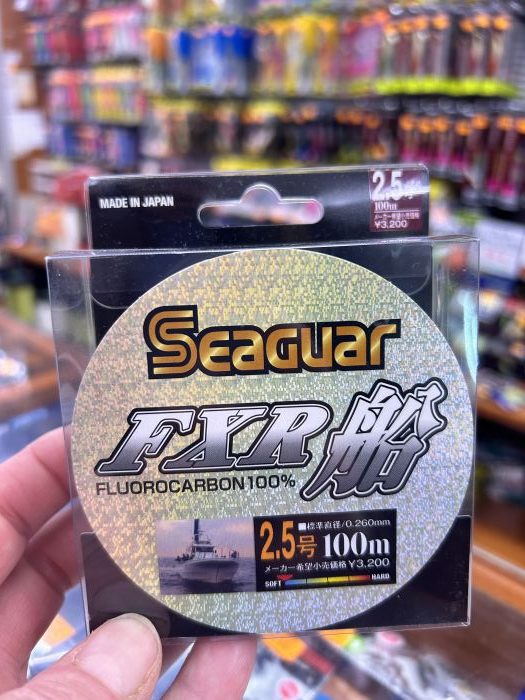 MADE IN JAPAN
2.5号
100m
メーカー希望小売価格
¥3,200
SEAGUAR
FXR船
FLUOROCARBON100%
■標準直径/0.260mm
2.5号 100m
メーカー希望小売価格 ¥3,200
SOFT HARD